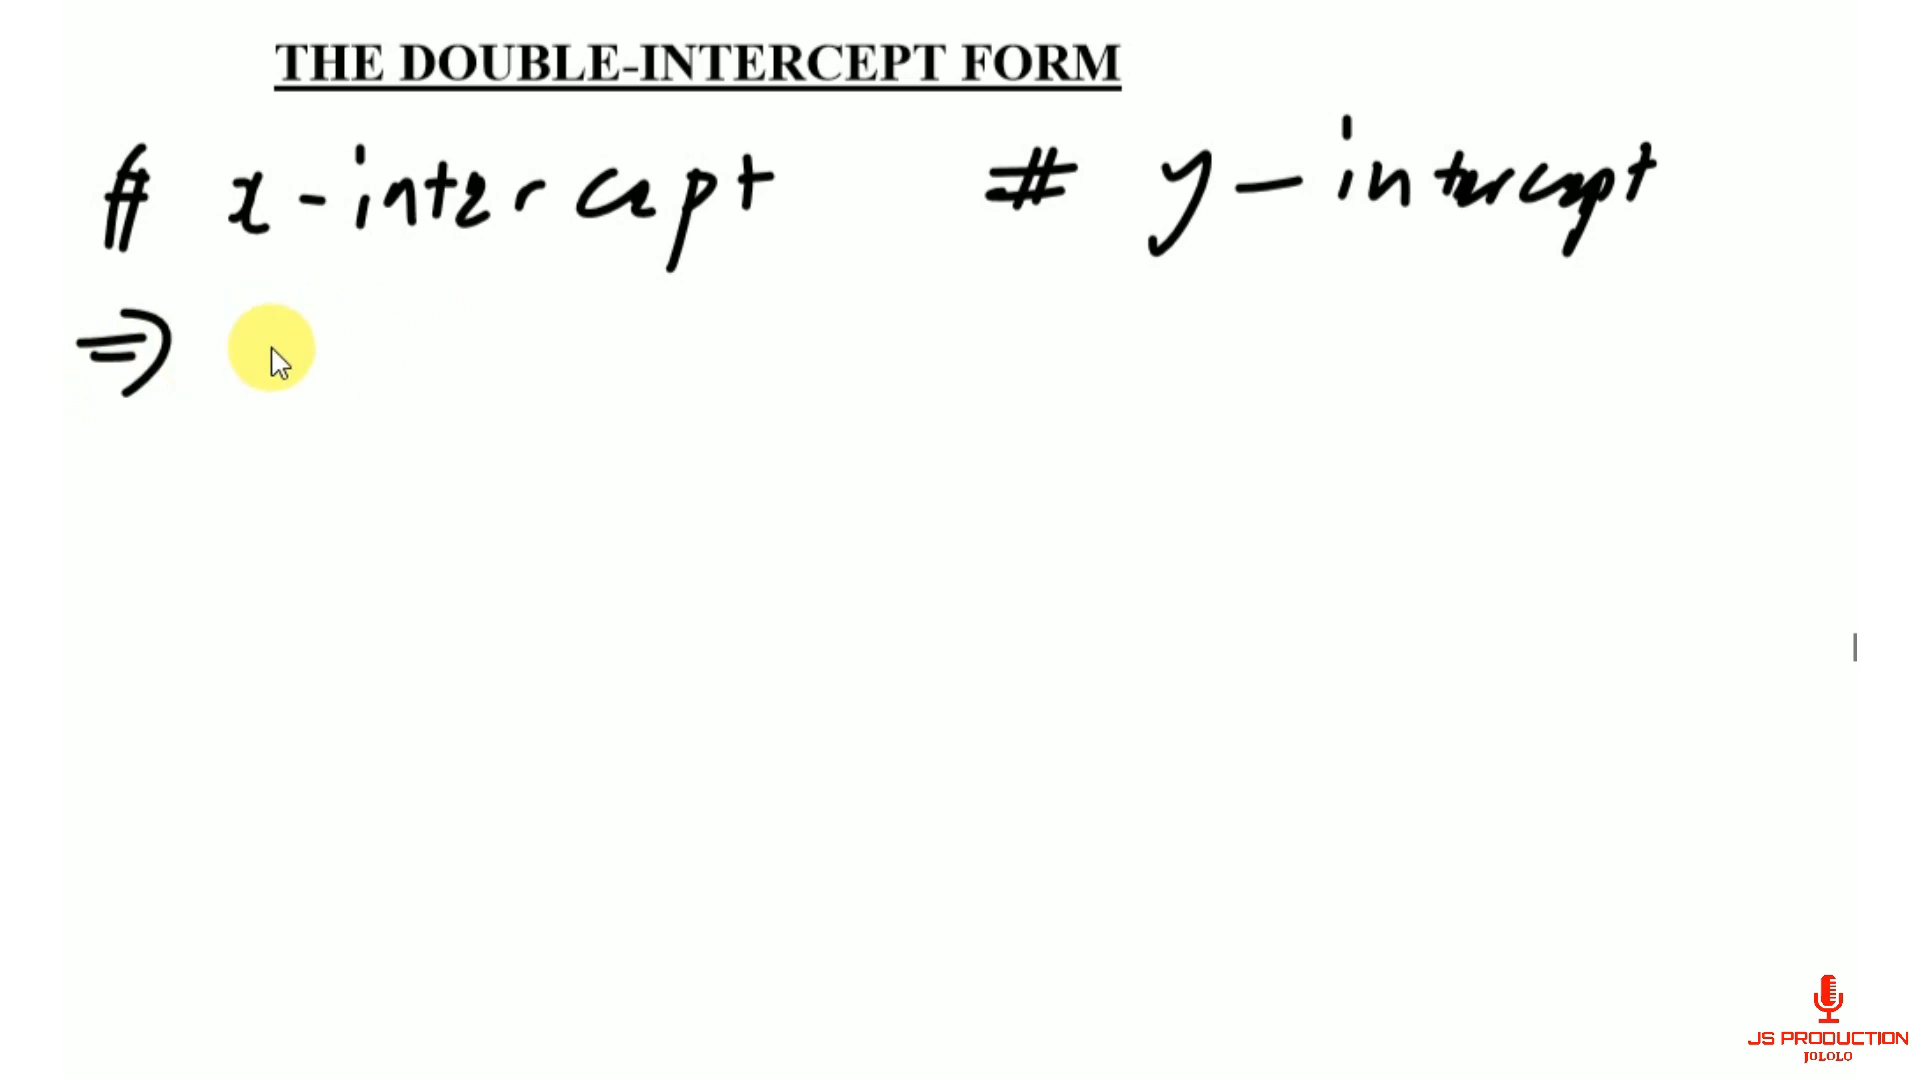 THE DOUBLE-INTERCEPT FORM
# x-intercept # y-intercept
⇒
JS PRODUCTION
JOLOLO